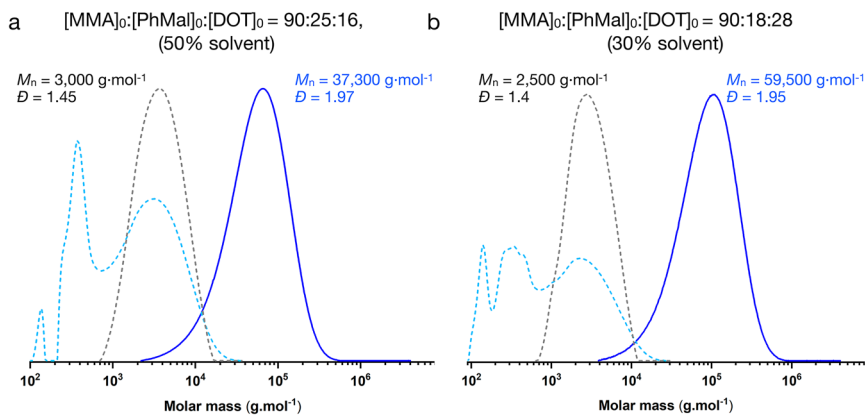 a
[MMA]₀:[PhMal]₀:[DOT]₀ = 90:25:16,
(50% solvent)
Mn = 3,000 g·mol⁻¹
Đ = 1.45
Mn = 37,300 g·mol⁻¹
Đ = 1.97
10² 10³ 10⁴ 10⁵ 10⁶
Molar mass (g.mol⁻¹)
b
[MMA]₀:[PhMal]₀:[DOT]₀ = 90:18:28
(30% solvent)
Mn = 2,500 g·mol⁻¹
Đ = 1.4
Mn = 59,500 g·mol⁻¹
Đ = 1.95
10² 10³ 10⁴ 10⁵ 10⁶
Molar mass (g.mol⁻¹)